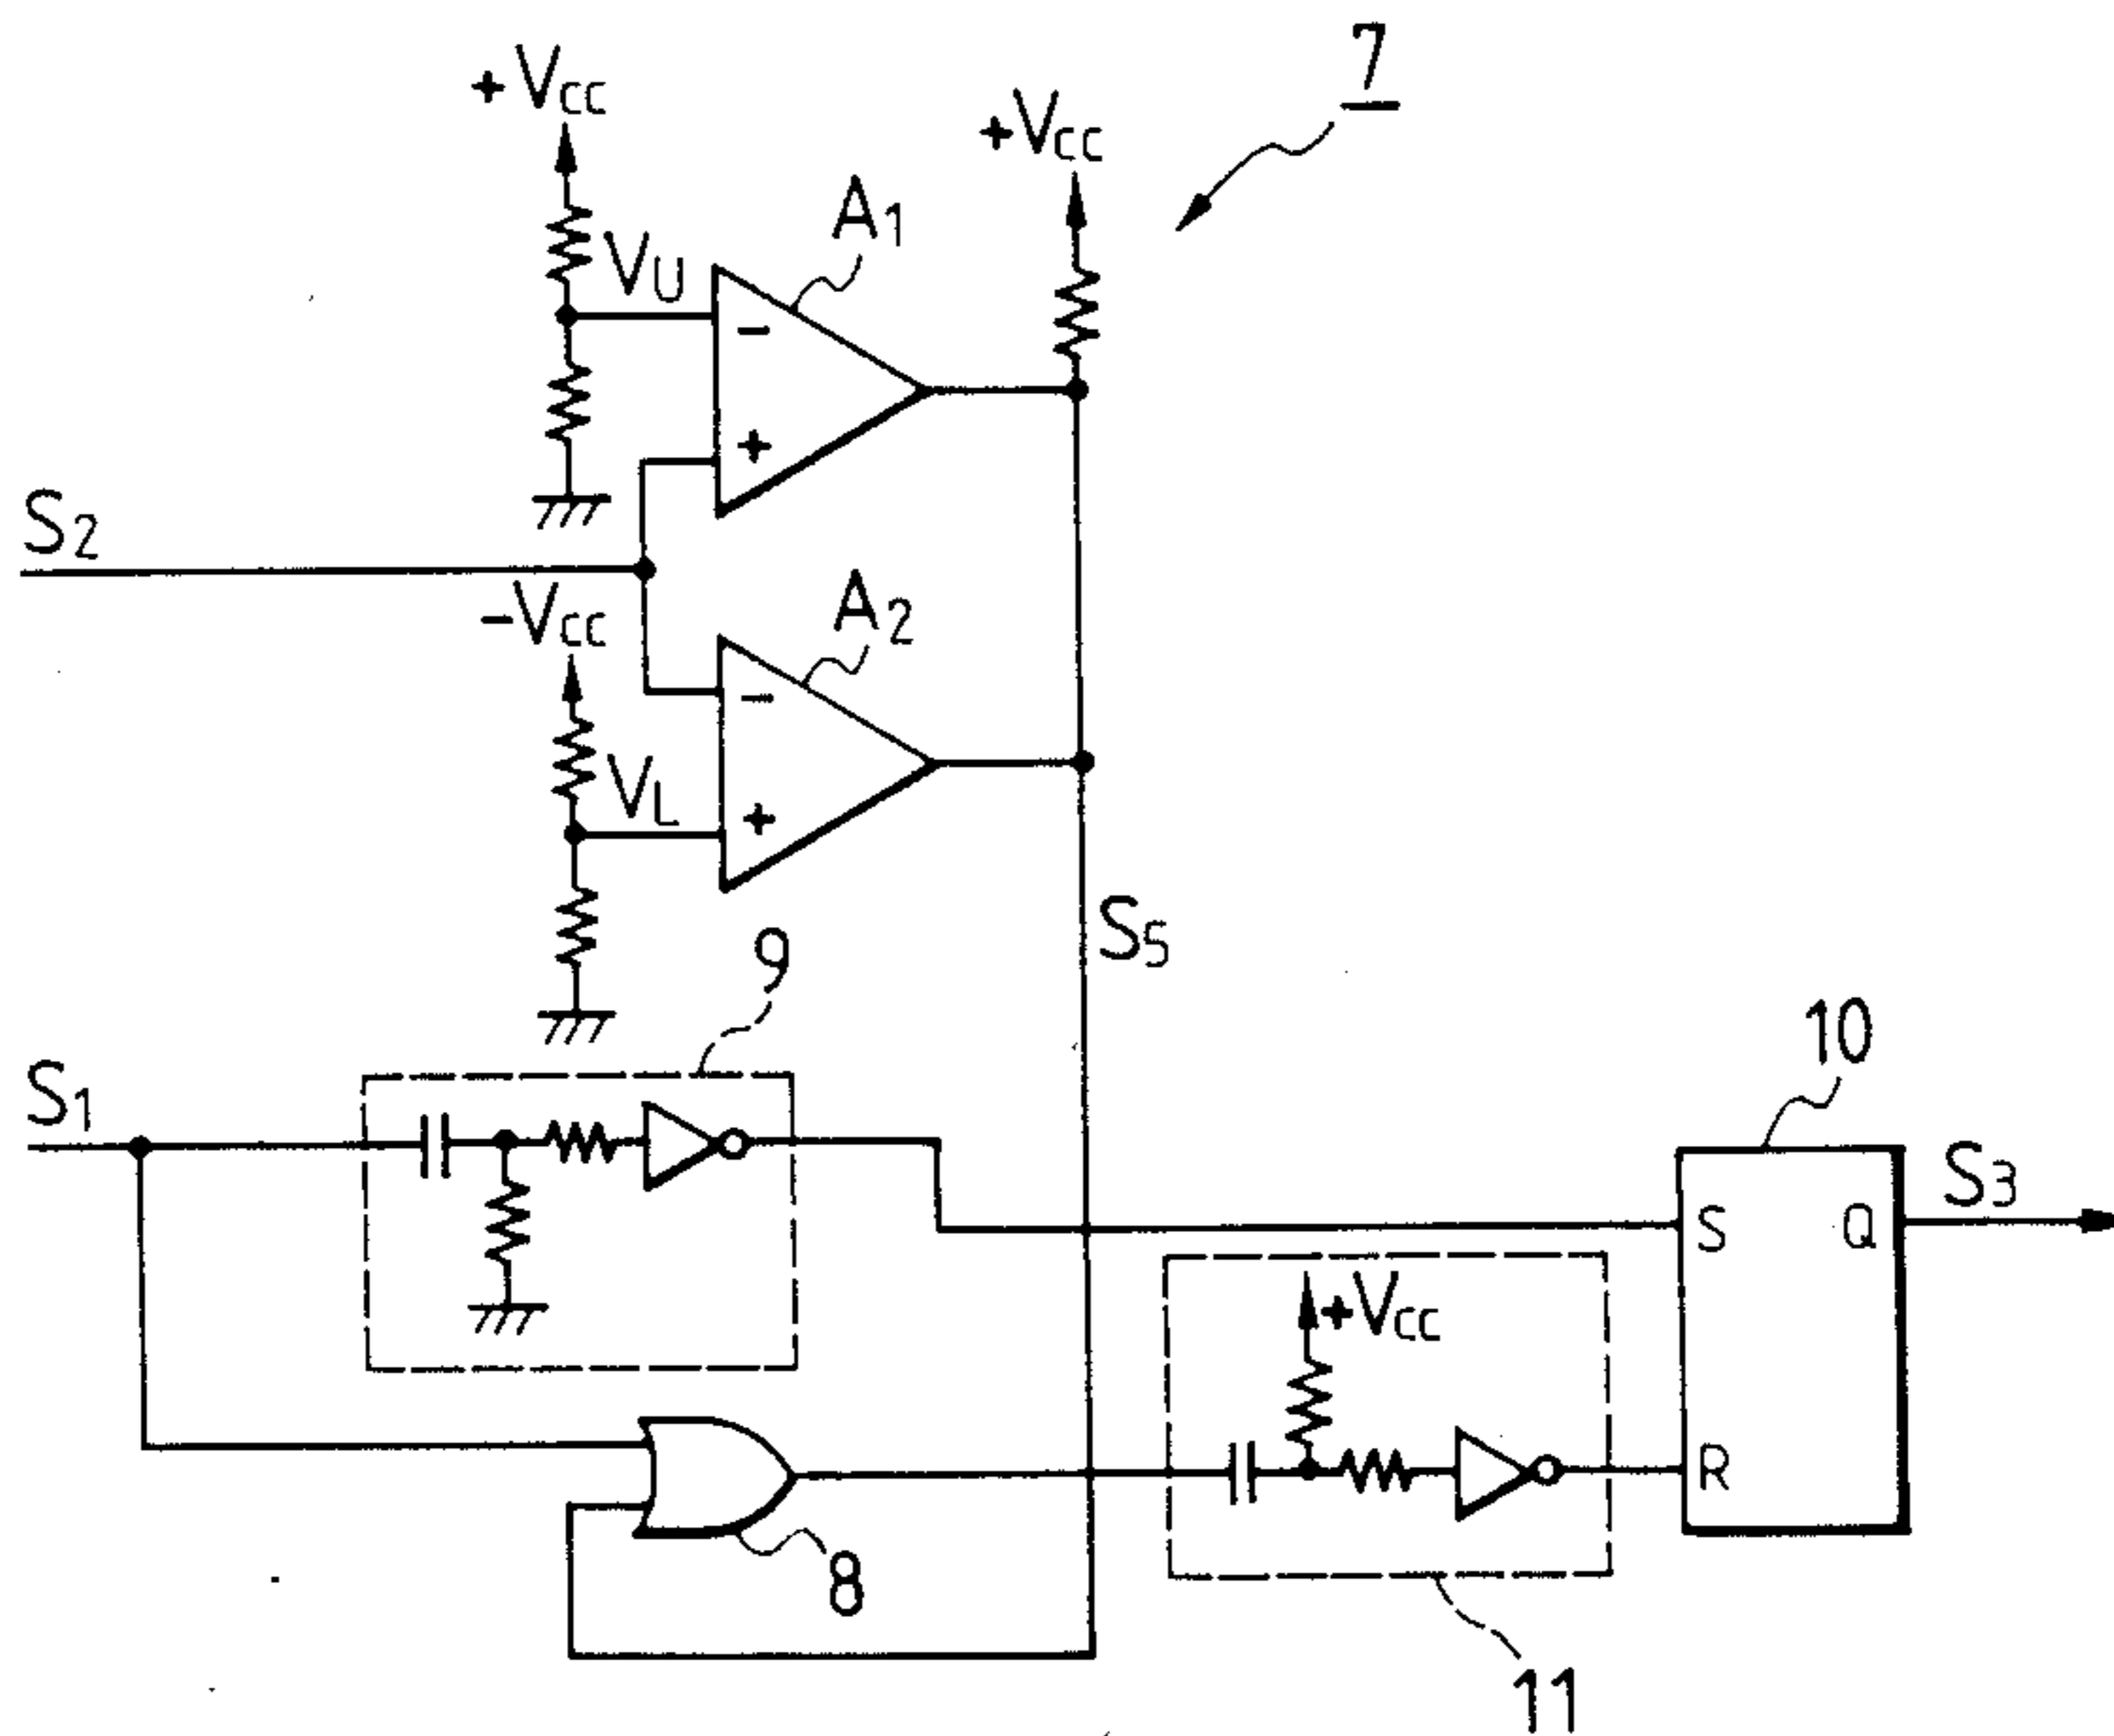 7
+VCC
+VCC
A1
VU
-
+
S2
-VCC
A2
-
VL
+
S5
9
S1
10
S3
S
Q
+VCC
R
8
11